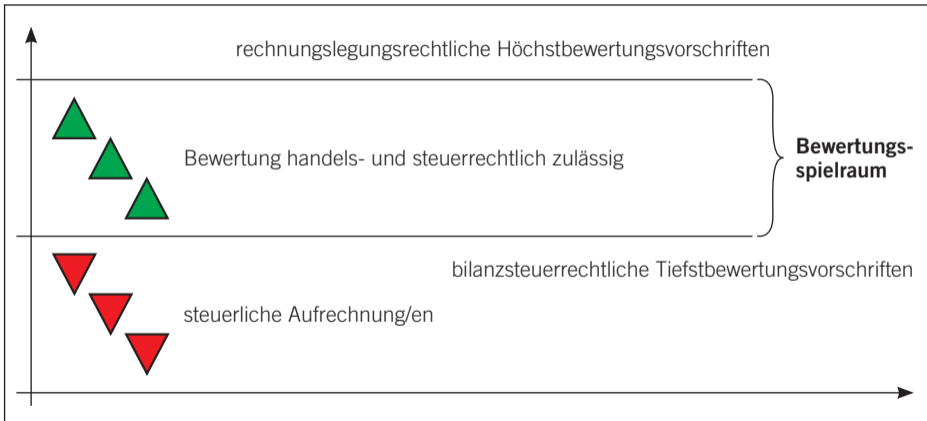 rechnungslegungsrechtliche Höchstbewertungsvorschriften
Bewertung handels- und steuerrechtlich zulässig
Bewertungs-
spielraum
bilanzsteuerrechtliche Tiefstbewertungsvorschriften
steuerliche Aufrechnung/en